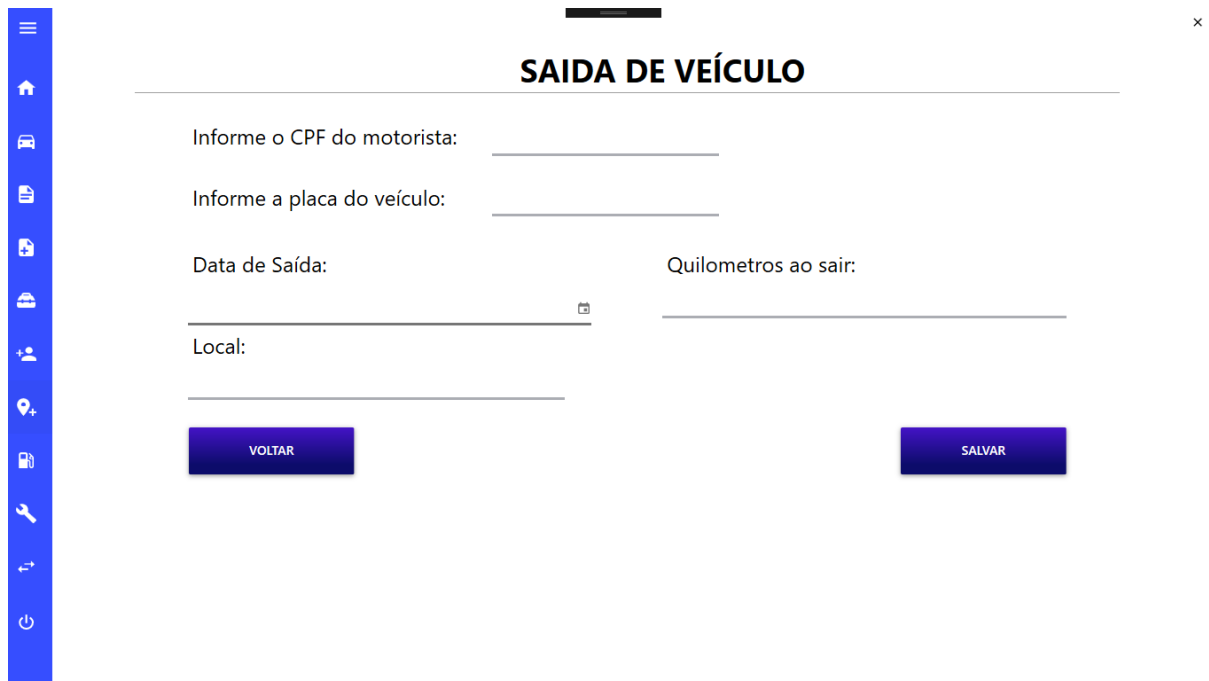 SAIDA DE VEÍCULO
Informe o CPF do motorista:
Informe a placa do veículo:
Data de Saída:
Quilometros ao sair:
Local:
VOLTAR
SALVAR